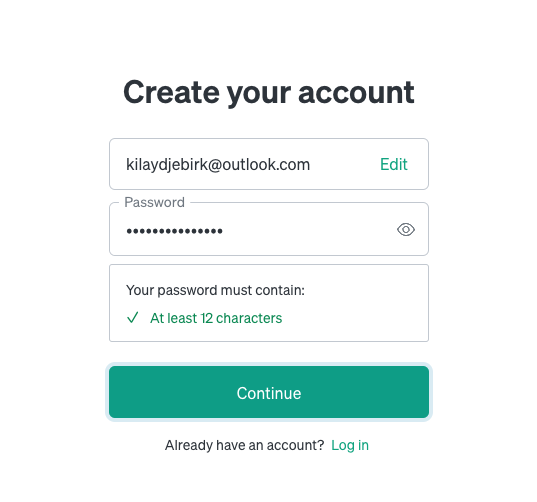 Create your account
kilaydjebirk@outlook.com Edit
Password
•••••••••••••••
Your password must contain:
✓ At least 12 characters
Continue
Already have an account? Log in